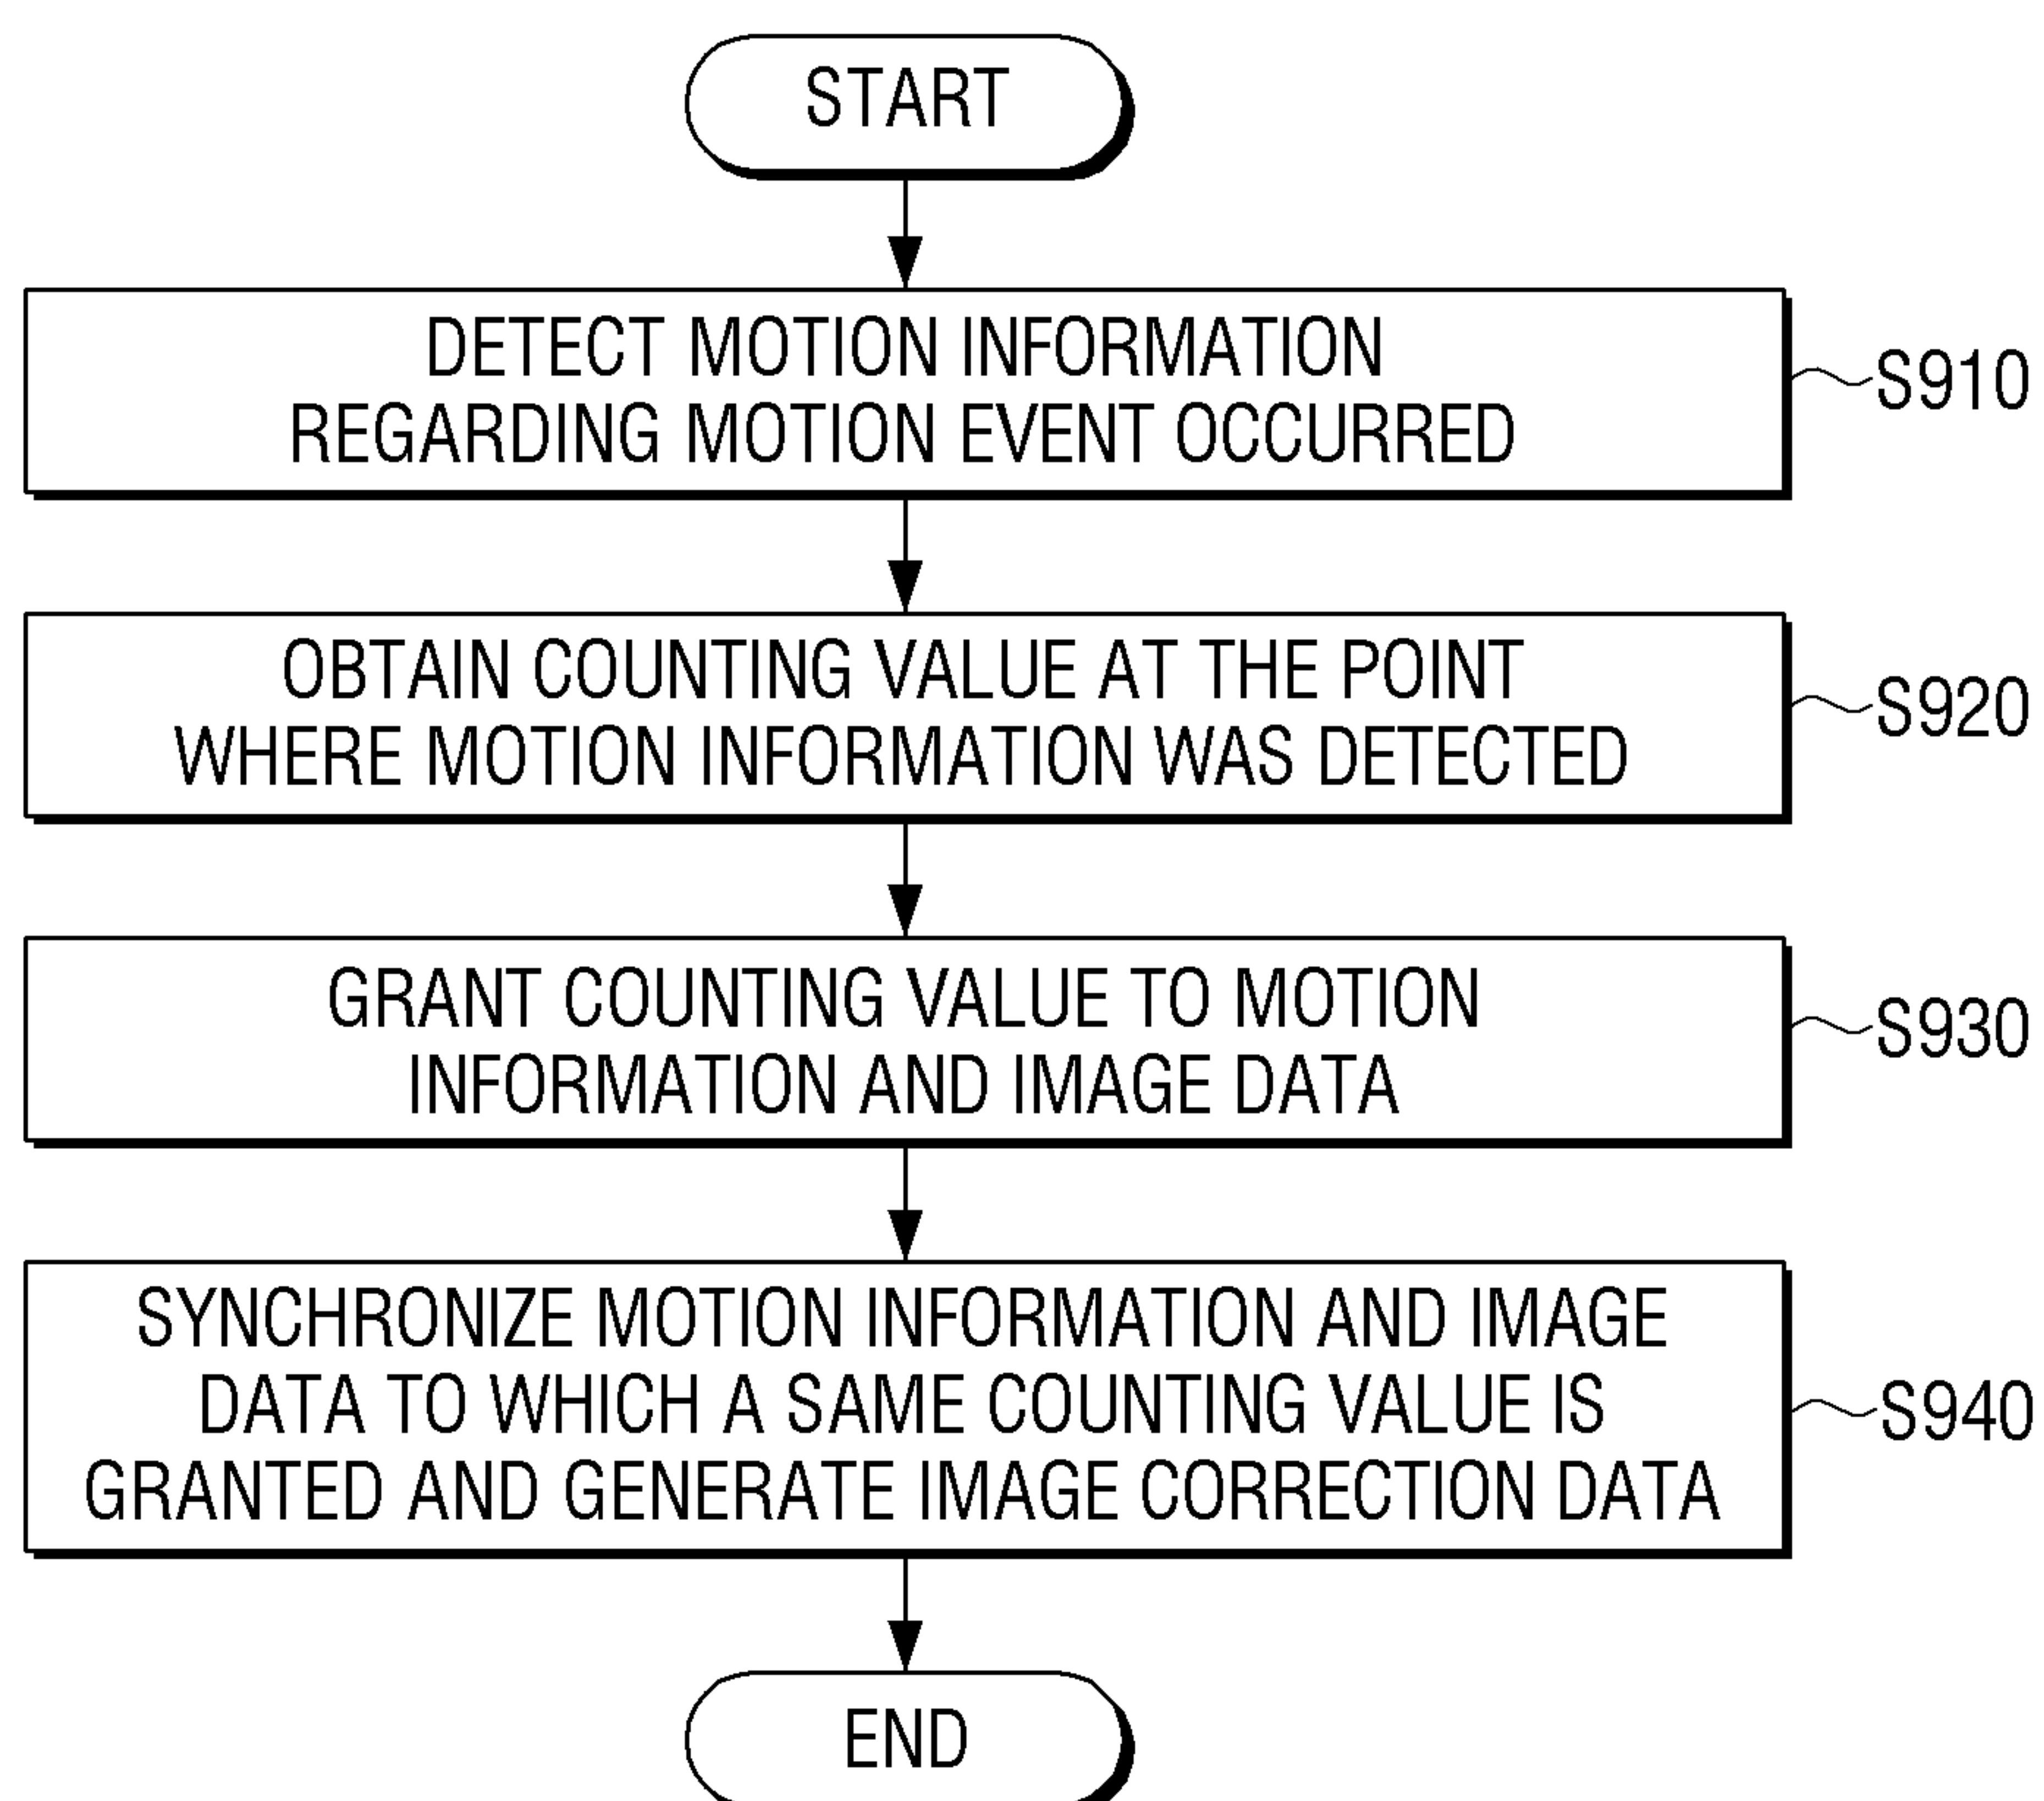 START
DETECT MOTION INFORMATION
REGARDING MOTION EVENT OCCURRED
S910
OBTAIN COUNTING VALUE AT THE POINT
WHERE MOTION INFORMATION WAS DETECTED
S920
GRANT COUNTING VALUE TO MOTION
INFORMATION AND IMAGE DATA
S930
SYNCHRONIZE MOTION INFORMATION AND IMAGE
DATA TO WHICH A SAME COUNTING VALUE IS
GRANTED AND GENERATE IMAGE CORRECTION DATA
S940
END